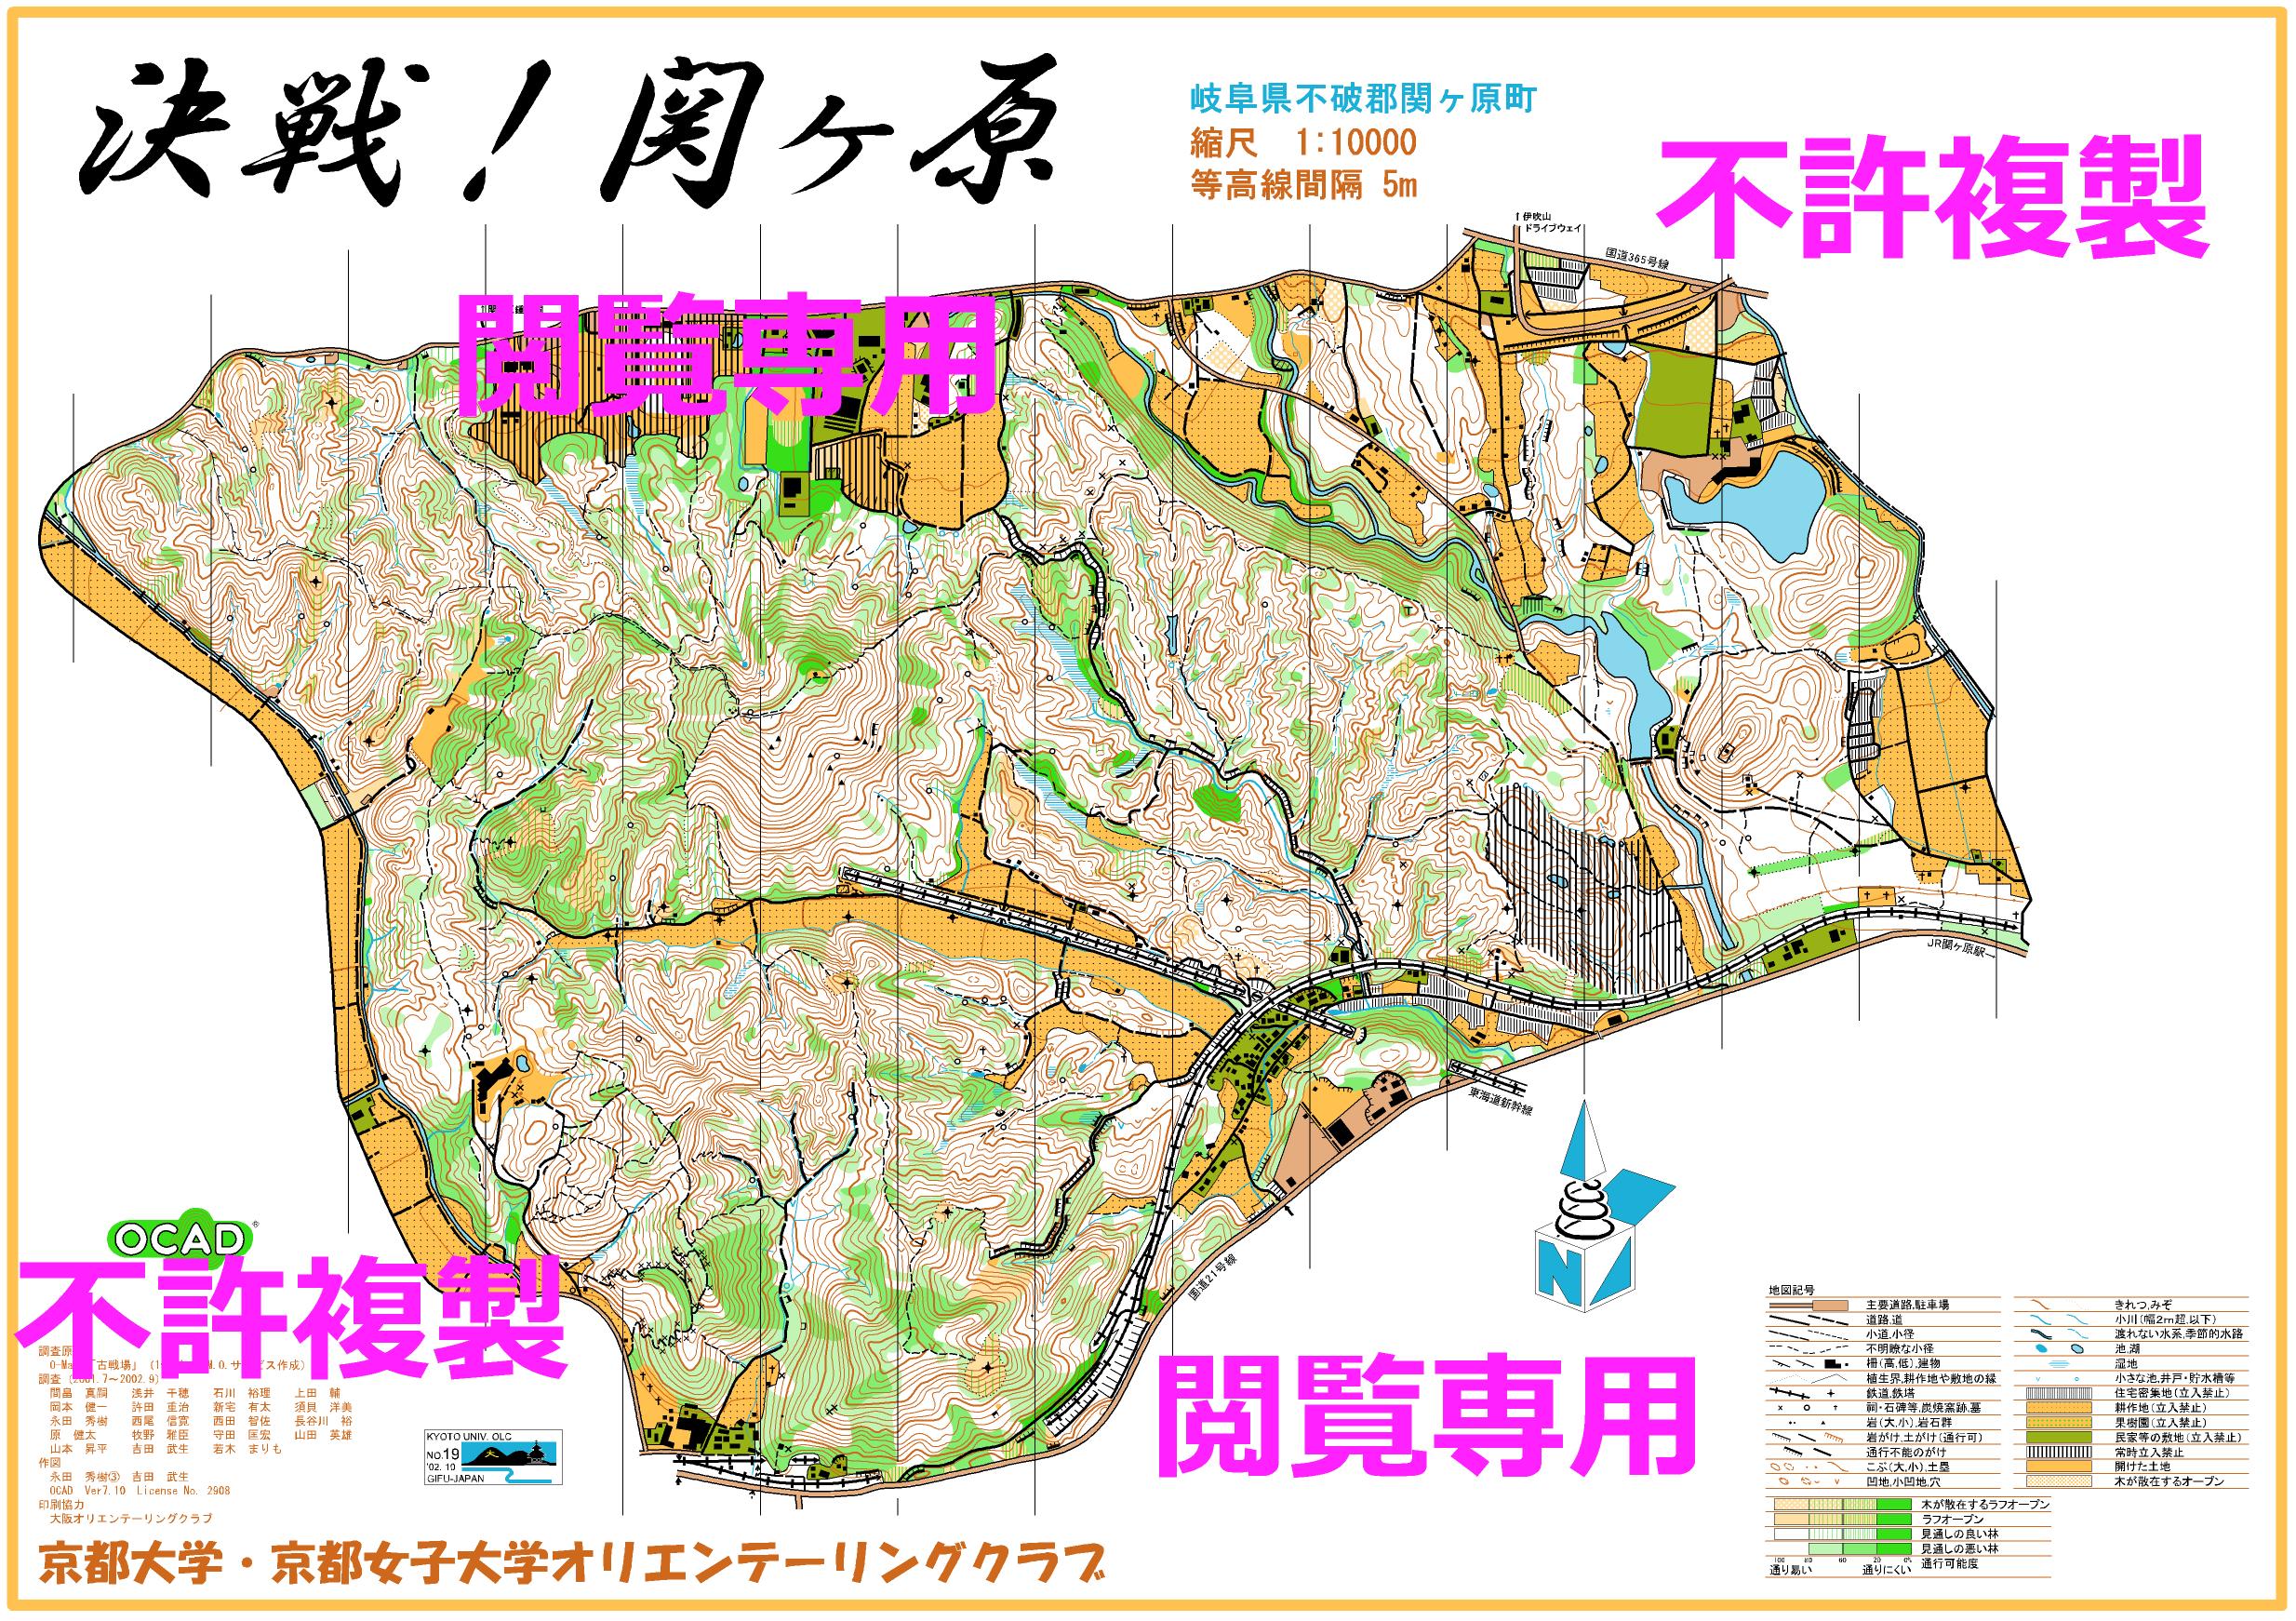 決戦！関ヶ原
岐阜県不破郡関ヶ原町
縮尺　1:10000
等高線間隔 5m
不許複製
↑伊吹山
ドライブウェイ
国道365号線
閲覧専用
JR関ヶ原駅→
東海道新幹線
国道21号線
N
OCAD®
不許複製
閲覧専用
調査
「古戦場」
調査 (2001.7～2002.9)
間畠　真嗣　浅井　千穂　石川　裕理　上田　輔
岡本　健一　許田　重治　新宅　有太　須貝　洋美
永田　秀樹　西尾　信寛　西田　智佐　長谷川　裕
原　健太　牧野　雅臣　守田　匡宏　山田　英雄
山本　昇平　吉田　武生　若木　まりも
作図
永田　秀樹③　吉田　武生
OCAD　Ver7.10　License No. 2908
印刷協力
大阪オリエンテーリングクラブ
KYOTO UNIV. OLC
NO.19
'02. 10
GIFU-JAPAN
京都大学・京都女子大学オリエンテーリングクラブ
地図記号
主要道路,駐車場
道路,道
小道,小径
不明瞭な小径
柵(高,低),建物
植生界,耕作地や敷地の縁
鉄道,鉄塔
祠・石碑等,炭焼窯跡,墓
岩(大,小),岩石群
岩がけ,土がけ(通行可)
通行不能のがけ
こぶ(大,小),土塁
凹地,小凹地,穴
きれつ,みぞ
小川(幅2m超,以下)
渡れない水系,季節的水路
池,湖
湿地
小さな池,井戸・貯水槽等
住宅密集地(立入禁止)
耕作地(立入禁止)
果樹園(立入禁止)
民家等の敷地(立入禁止)
常時立入禁止
開けた土地
木が散在するオープン
木が散在するラフオープン
ラフオープン
見通しの良い林
見通しの悪い林
100 80 60 20 0% 通行可能度
通り易い 通りにくい